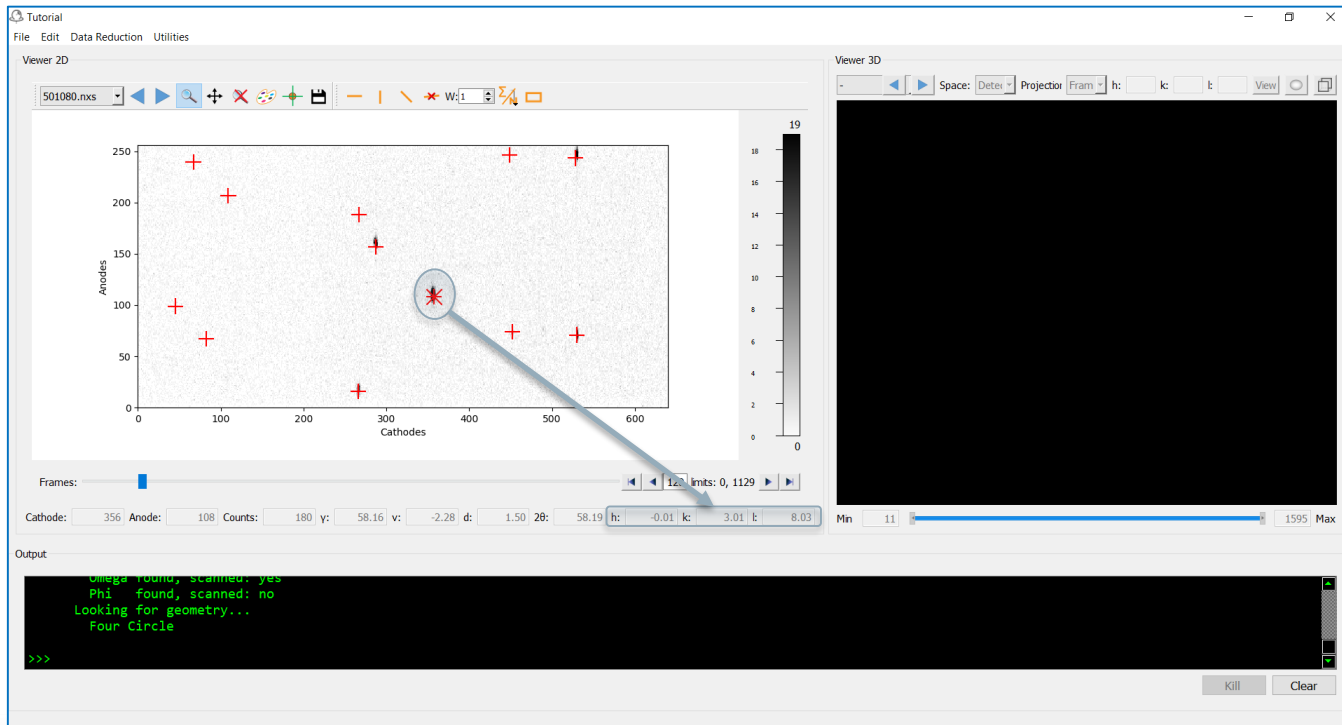 Tutorial
File Edit Data Reduction Utilities
Viewer 2D
501080.nxs W: 1
19
18
16
14
12
10
8
6
4
2
0
0
250
200
150
100
50
0
Anodes
0 100 200 300 400 500 600
Cathodes
Frames: limits: 0, 1129
Cathode: 356 Anode: 108 Counts: 180 γ: 58.16 ν: -2.28 d: 1.50 2θ: 58.19 h: -0.01 k: 3.01 l: 8.03
Viewer 3D
- Space: Projection Fram h: k: l: View
Min 11 1595 Max
Output
Omega found, scanned: yes
Phi found, scanned: no
Looking for geometry...
Four Circle
>>>
Kill Clear